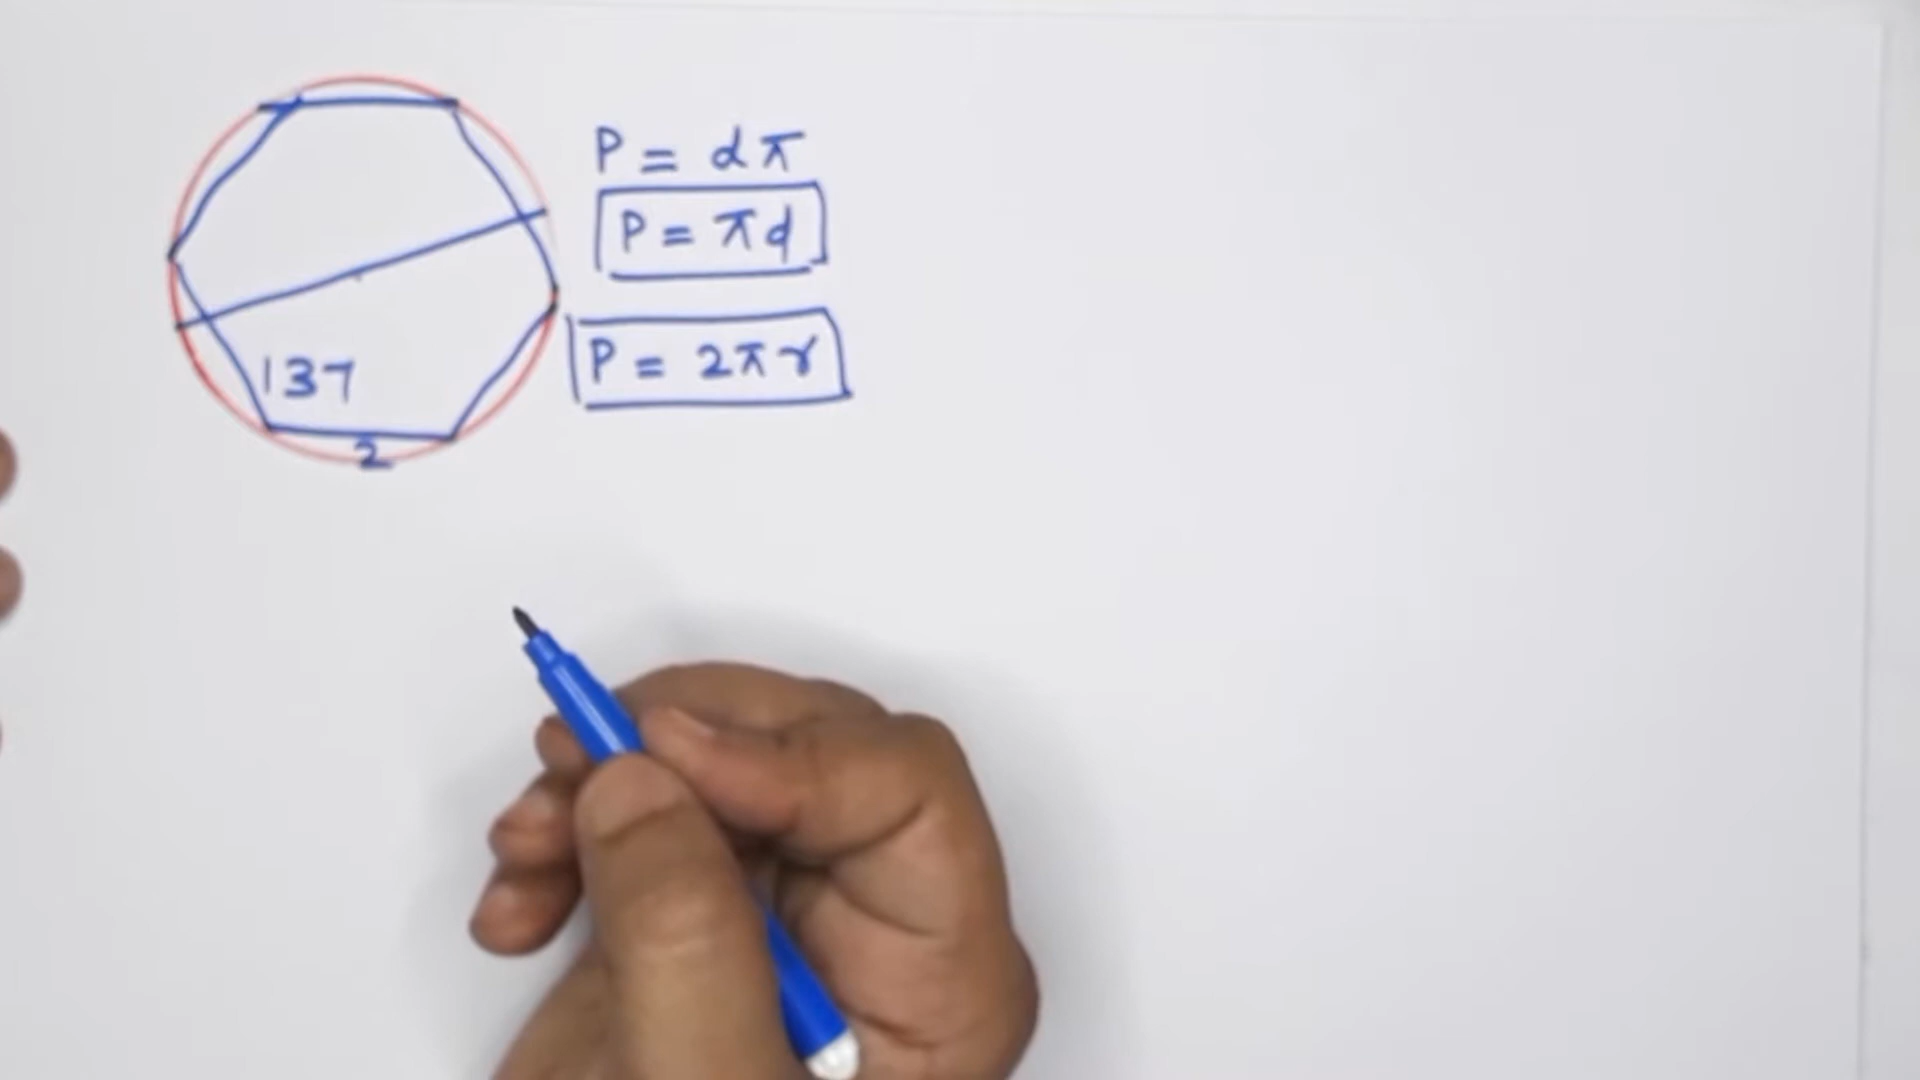 P = dπ
P = πd
P = 2πr
137
2